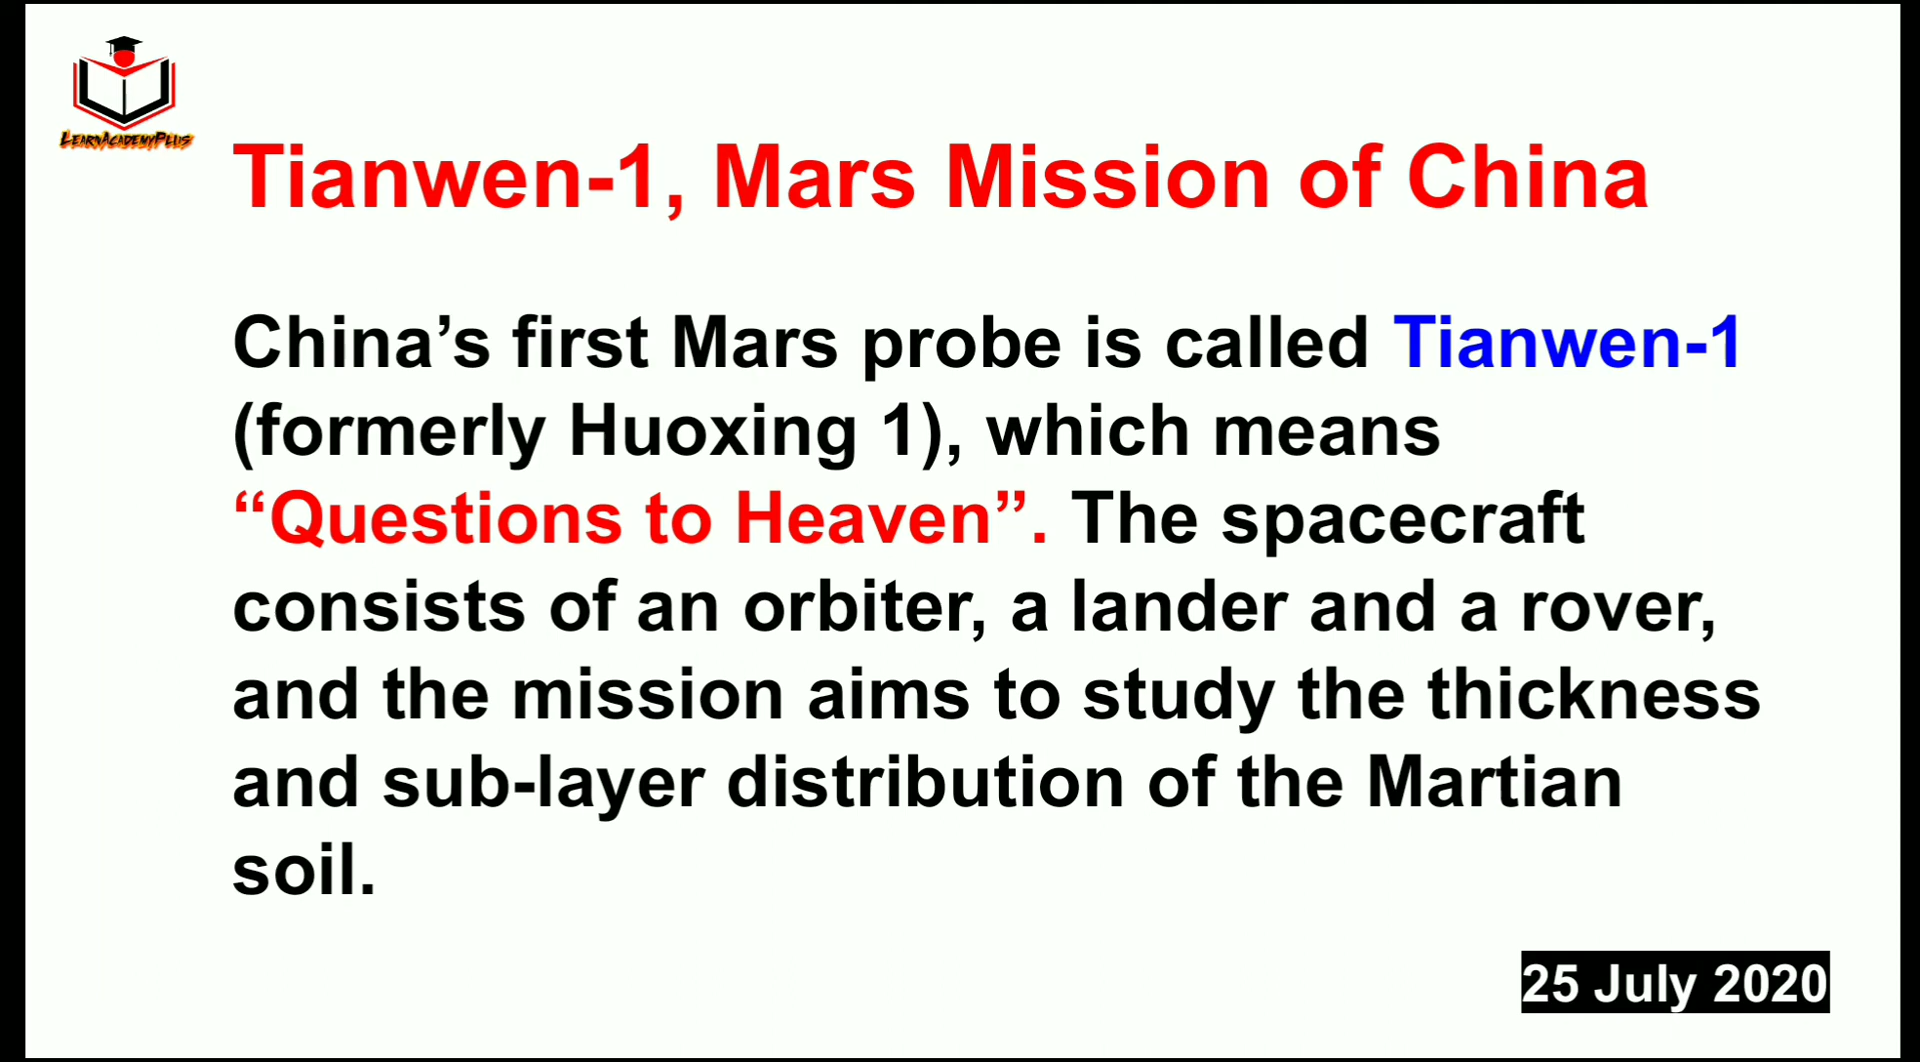 LearnAcademyPlus
Tianwen-1, Mars Mission of China
China’s first Mars probe is called Tianwen-1
(formerly Huoxing 1), which means
“Questions to Heaven”. The spacecraft
consists of an orbiter, a lander and a rover,
and the mission aims to study the thickness
and sub-layer distribution of the Martian
soil.
25 July 2020